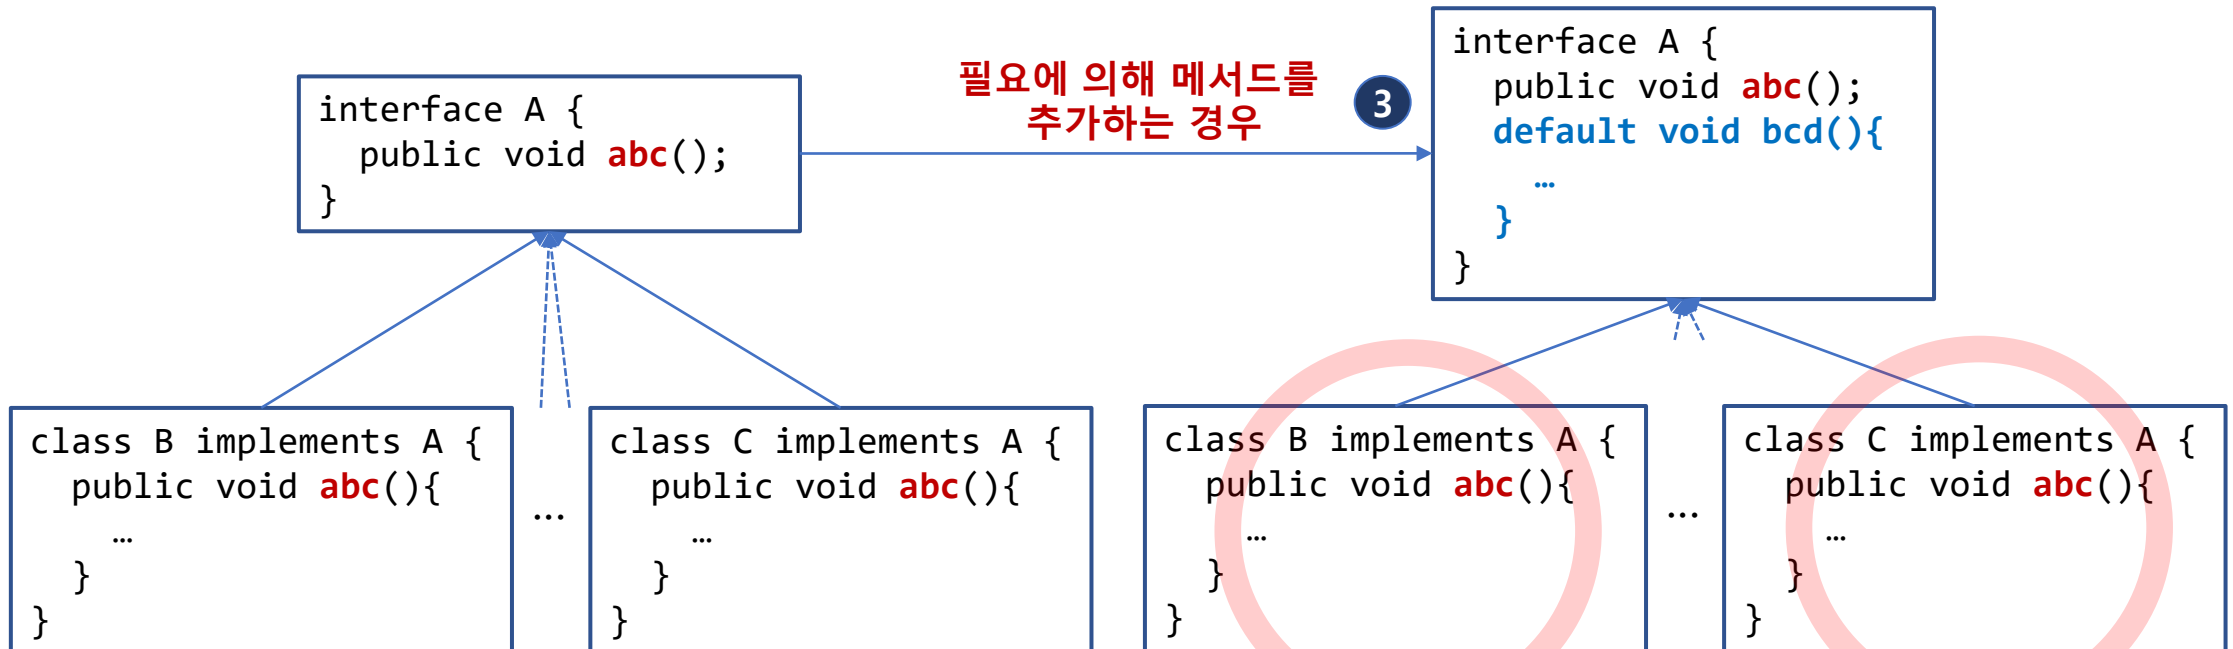 interface A {
  public void abc();
}
필요에 의해 메서드를
추가하는 경우
3
interface A {
  public void abc();
  default void bcd(){
    …
  }
}
class B implements A {
  public void abc(){
    …
  }
}
…
class C implements A {
  public void abc(){
    …
  }
}
class B implements A {
  public void abc(){
    …
  }
}
…
class C implements A {
  public void abc(){
    …
  }
}